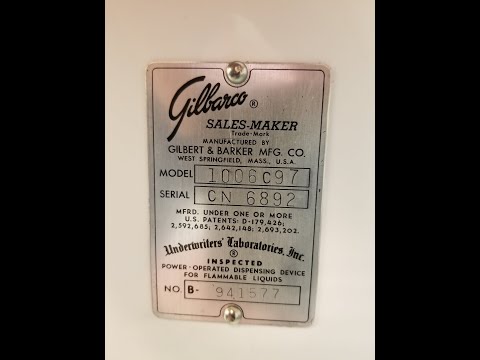 Gilbarco ®
SALES-MAKER
Trade-Mark
MANUFACTURED BY
GILBERT & BARKER MFG. CO.
WEST SPRINGFIELD, MASS., U.S.A.
MODEL 1006C97
SERIAL CN 6892
MFRD. UNDER ONE OR MORE
U.S. PATENTS: D-179,426;
2,592,685; 2,642,148; 2,693,202.
Underwriters' Laboratories, Inc.
®
INSPECTED
POWER-OPERATED DISPENSING DEVICE
FOR FLAMMABLE LIQUIDS
NO. B- 941577